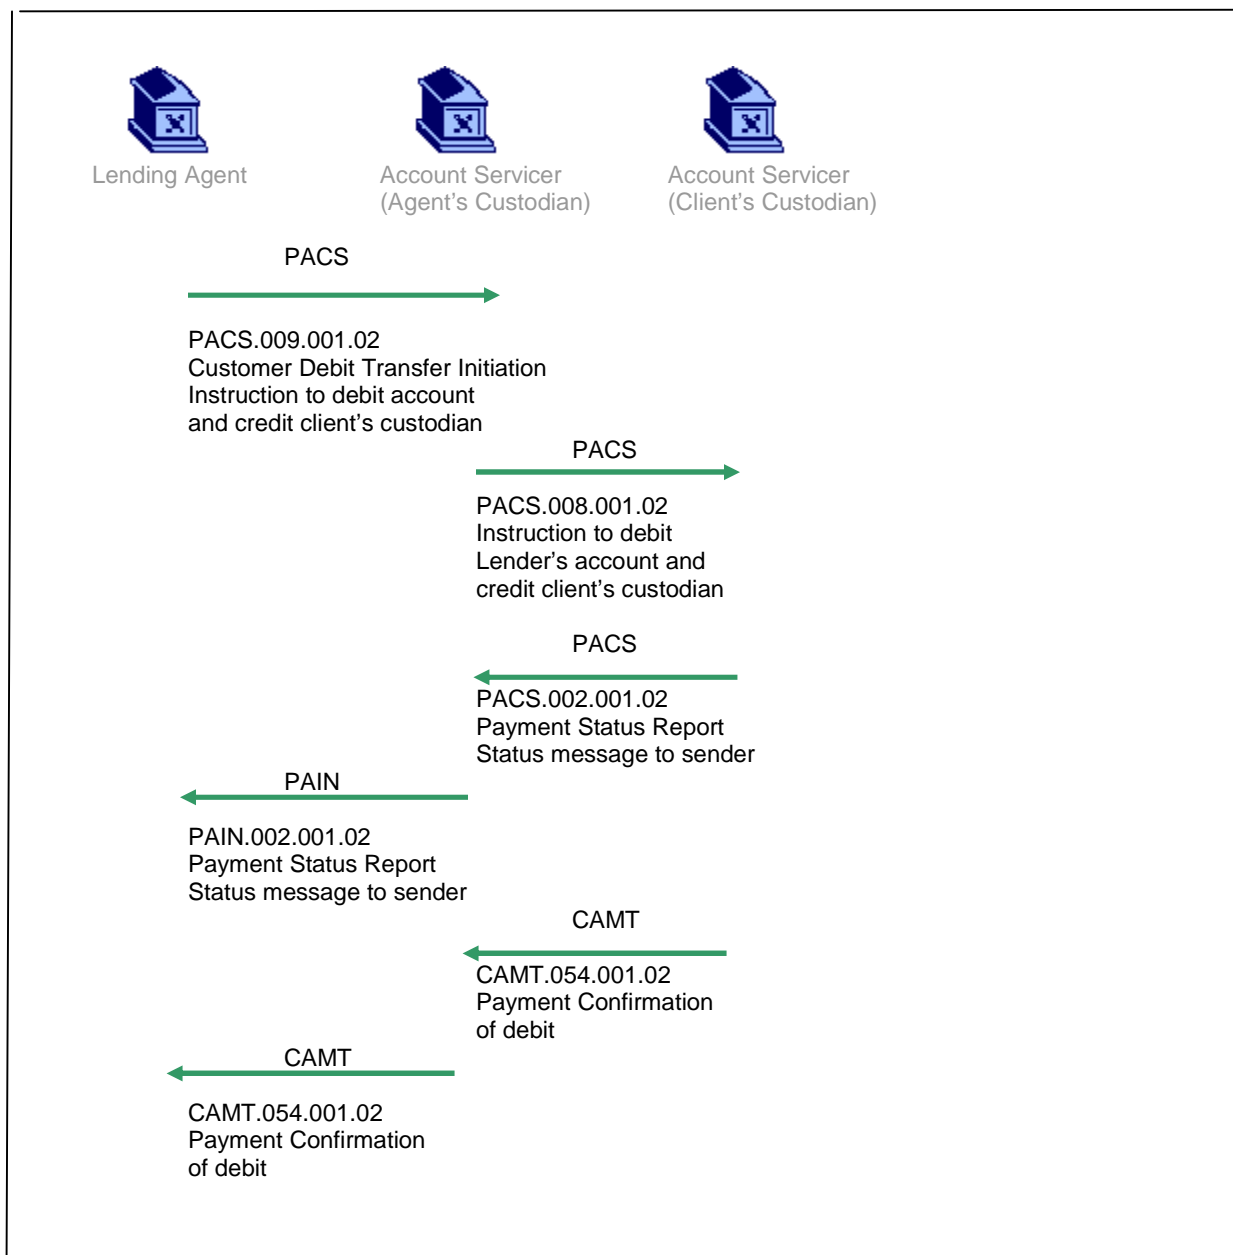 Lending Agent
Account Servicer
(Agent's Custodian)
Account Servicer
(Client's Custodian)
PACS
PACS.009.001.02
Customer Debit Transfer Initiation
Instruction to debit account
and credit client's custodian
PACS
PACS.008.001.02
Instruction to debit
Lender's account and
credit client's custodian
PACS
PACS.002.001.02
Payment Status Report
Status message to sender
PAIN
PAIN.002.001.02
Payment Status Report
Status message to sender
CAMT
CAMT.054.001.02
Payment Confirmation
of debit
CAMT
CAMT.054.001.02
Payment Confirmation
of debit